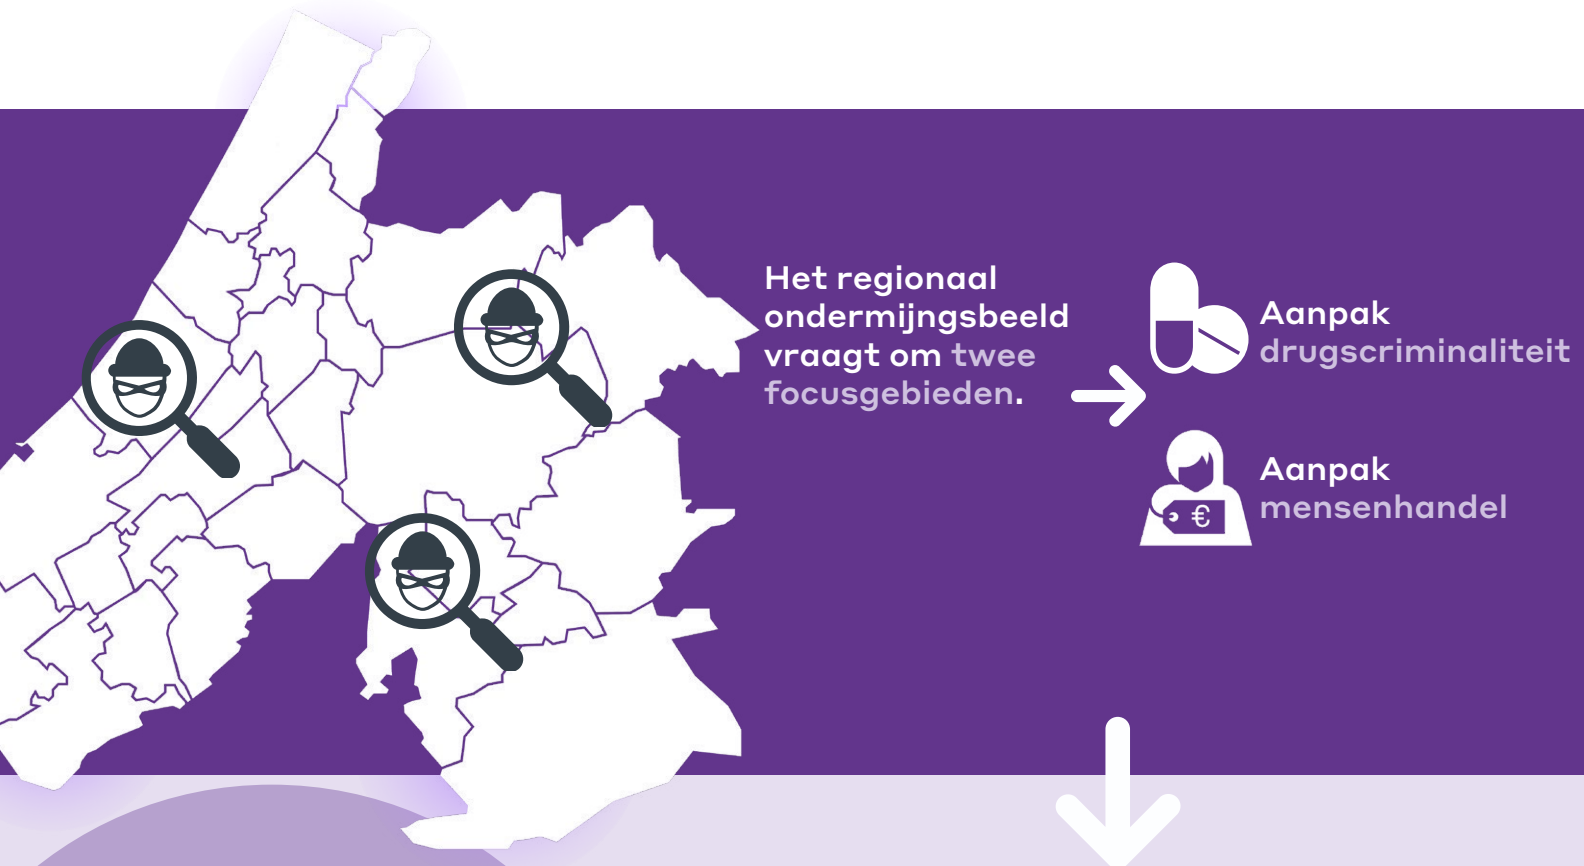 Het regionaal
ondermijngsbeeld
vraagt om twee
focusgebieden.
Aanpak
drugscriminaliteit
Aanpak
mensenhandel
€